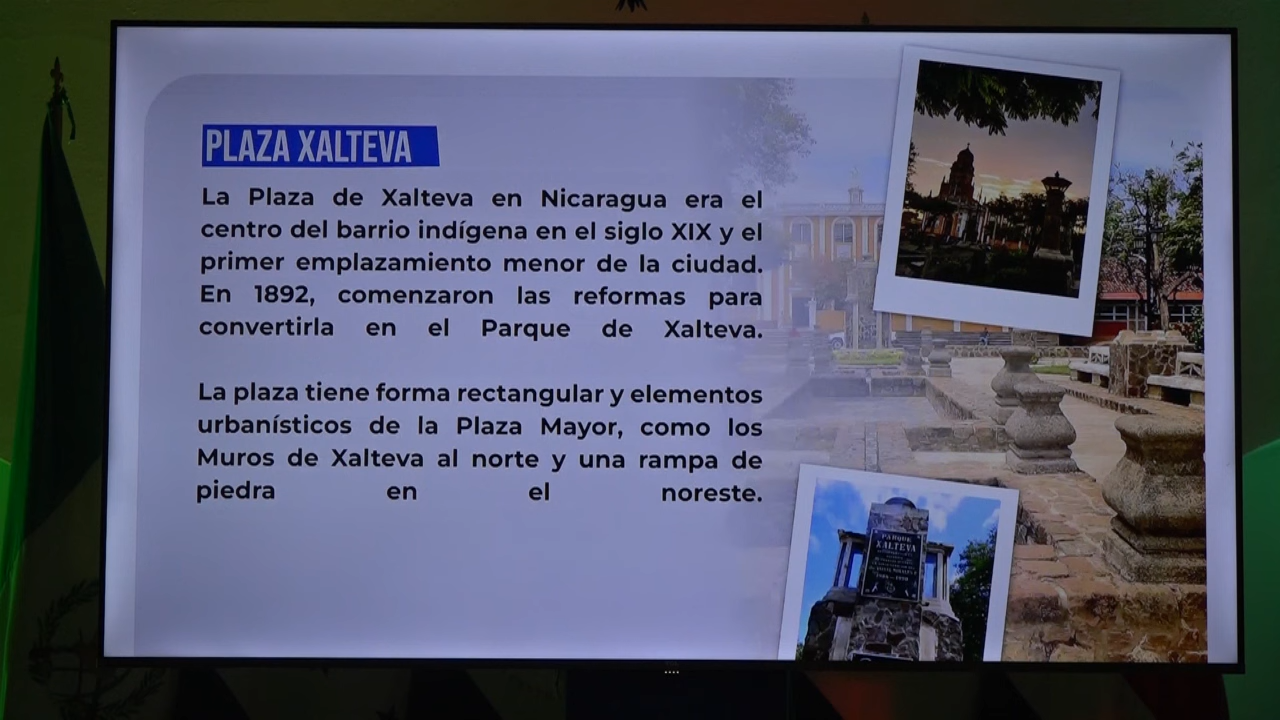 PLAZA XALTEVA
La Plaza de Xalteva en Nicaragua era el
centro del barrio indígena en el siglo XIX y el
primer emplazamiento menor de la ciudad.
En 1892, comenzaron las reformas para
convertirla en el Parque de Xalteva.
La plaza tiene forma rectangular y elementos
urbanísticos de la Plaza Mayor, como los
Muros de Xalteva al norte y una rampa de
piedra en el noreste.
PARQUE
XALTEVA